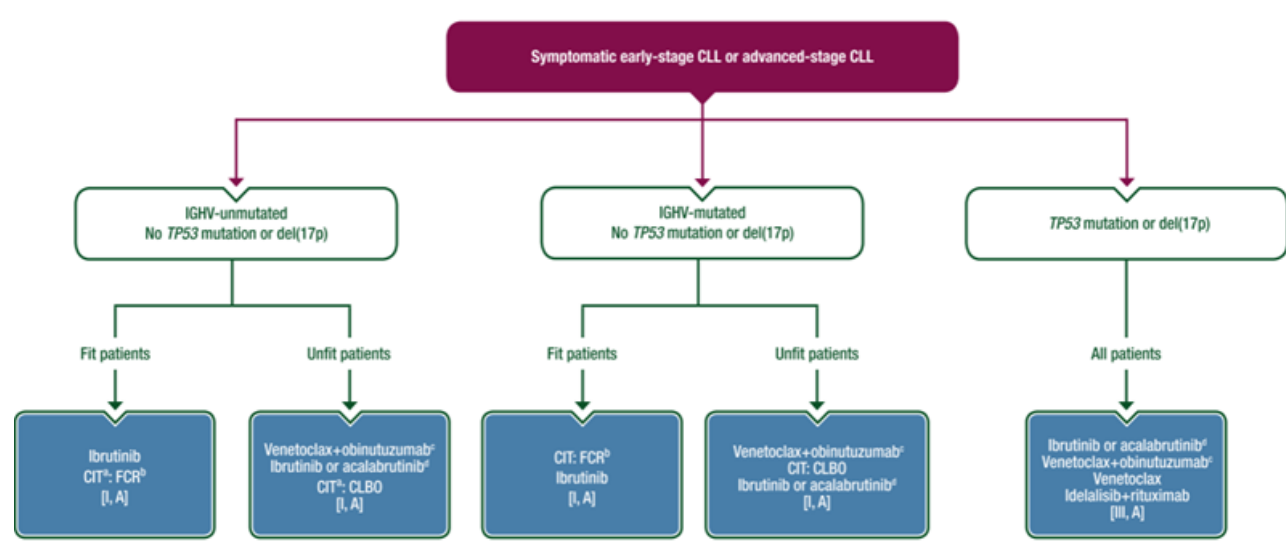 Symptomatic early-stage CLL or advanced-stage CLL
IGHV-unmutated
No TP53 mutation or del(17p)
IGHV-mutated
No TP53 mutation or del(17p)
TP53 mutation or del(17p)
Fit patients
Unfit patients
Fit patients
Unfit patients
All patients
Ibrutinib
CITᵃ: FCRᵇ
[I, A]
Venetoclax+obinutuzumabᶜ
Ibrutinib or acalabrutinibᵈ
CITᵃ: CLBO
[I, A]
CIT: FCRᵇ
Ibrutinib
[I, A]
Venetoclax+obinutuzumabᶜ
CIT: CLBO
Ibrutinib or acalabrutinibᵈ
[I, A]
Ibrutinib or acalabrutinibᵈ
Venetoclax+obinutuzumabᶜ
Venetoclax
Idelalisib+rituximab
[III, A]